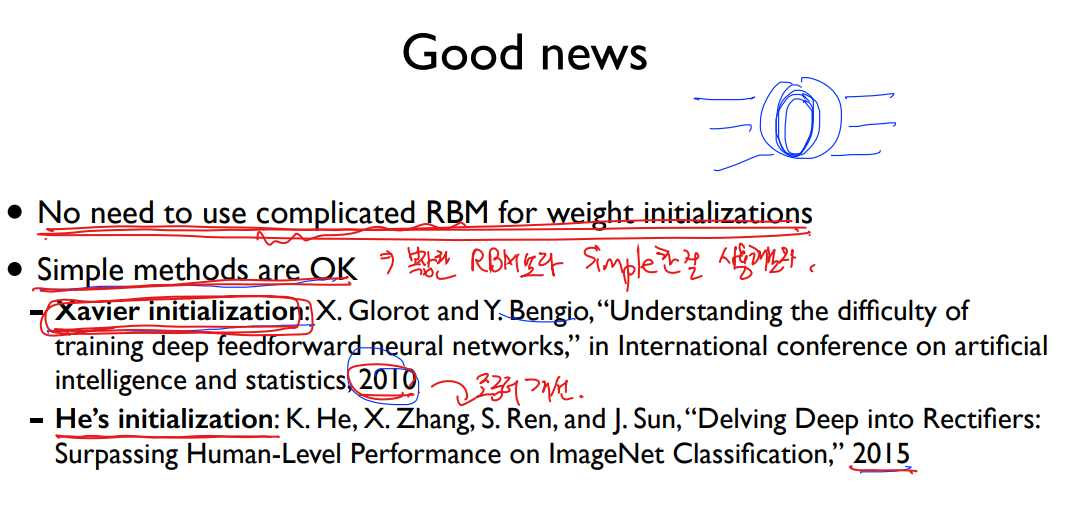 Good news
• No need to use complicated RBM for weight initializations
• Simple methods are OK → 복잡한 RBM보다 Simple한걸 사용해보라.
- Xavier initialization: X. Glorot and Y. Bengio, “Understanding the difficulty of
training deep feedforward neural networks,” in International conference on artificial
intelligence and statistics, 2010 조금더 개선.
- He’s initialization: K. He, X. Zhang, S. Ren, and J. Sun, “Delving Deep into Rectifiers:
Surpassing Human-Level Performance on ImageNet Classification,” 2015